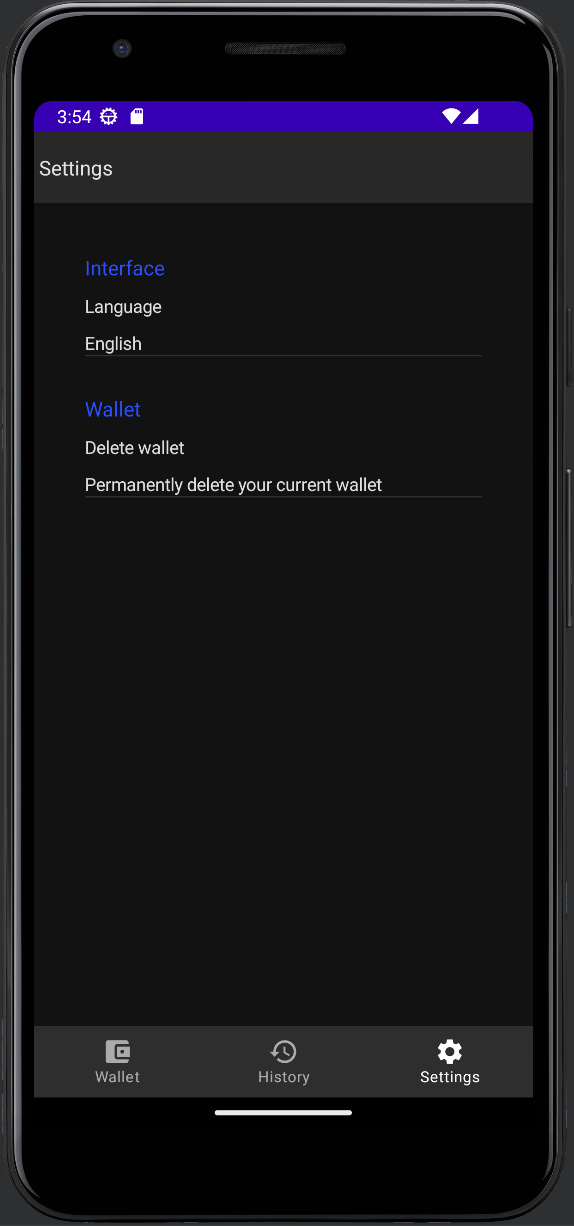 3:54
Settings
Interface
Language
English
Wallet
Delete wallet
Permanently delete your current wallet
Wallet
History
Settings